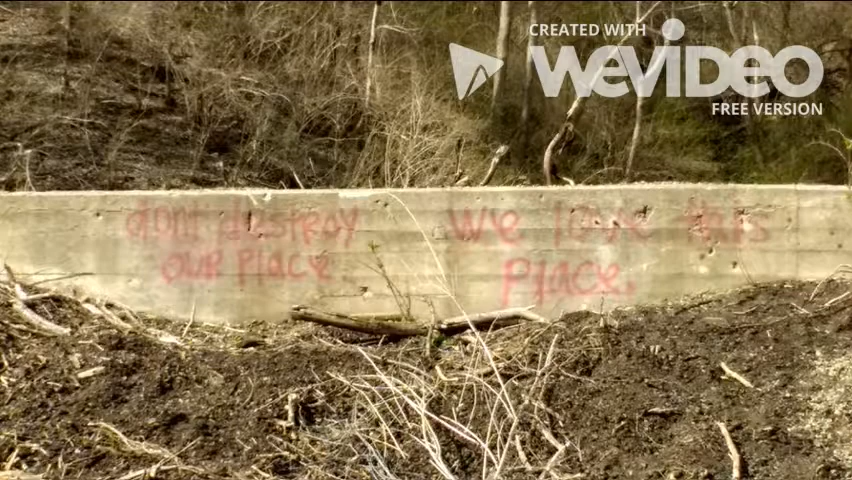 CREATED WITH
WEVIDEO
FREE VERSION
dont destroy
our place
we love this
place.